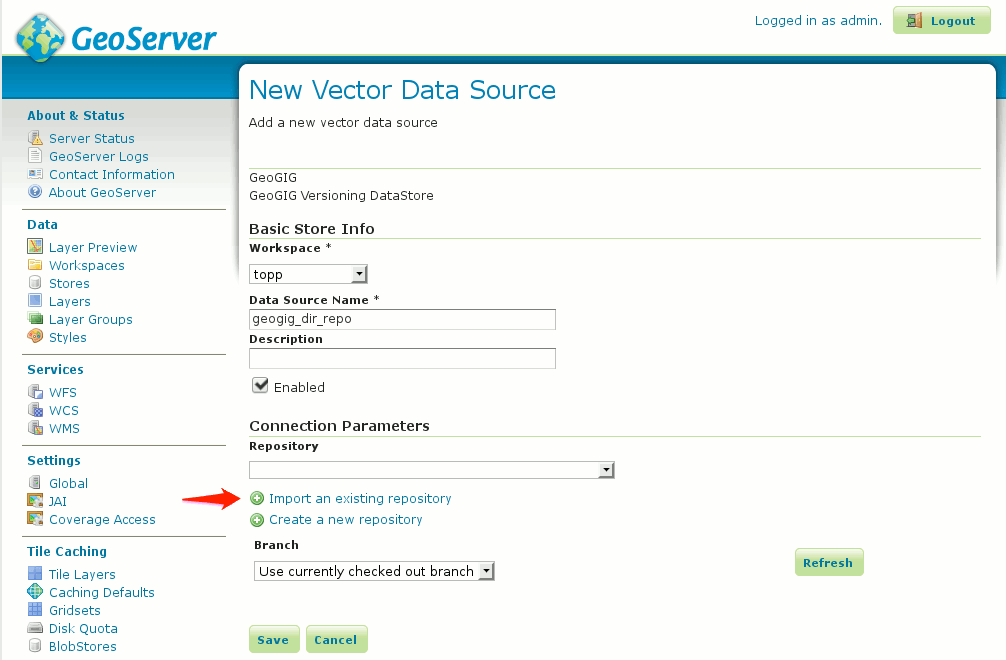 GeoServer
Logged in as admin.
Logout
About & Status
Server Status
GeoServer Logs
Contact Information
About GeoServer
Data
Layer Preview
Workspaces
Stores
Layers
Layer Groups
Styles
Services
WFS
WCS
WMS
Settings
Global
JAI
Coverage Access
Tile Caching
Tile Layers
Caching Defaults
Gridsets
Disk Quota
BlobStores
New Vector Data Source
Add a new vector data source
GeoGIG
GeoGIG Versioning DataStore
Basic Store Info
Workspace *
topp
Data Source Name *
geogig_dir_repo
Description
Enabled
Connection Parameters
Repository
Import an existing repository
Create a new repository
Branch
Use currently checked out branch
Refresh
Save
Cancel